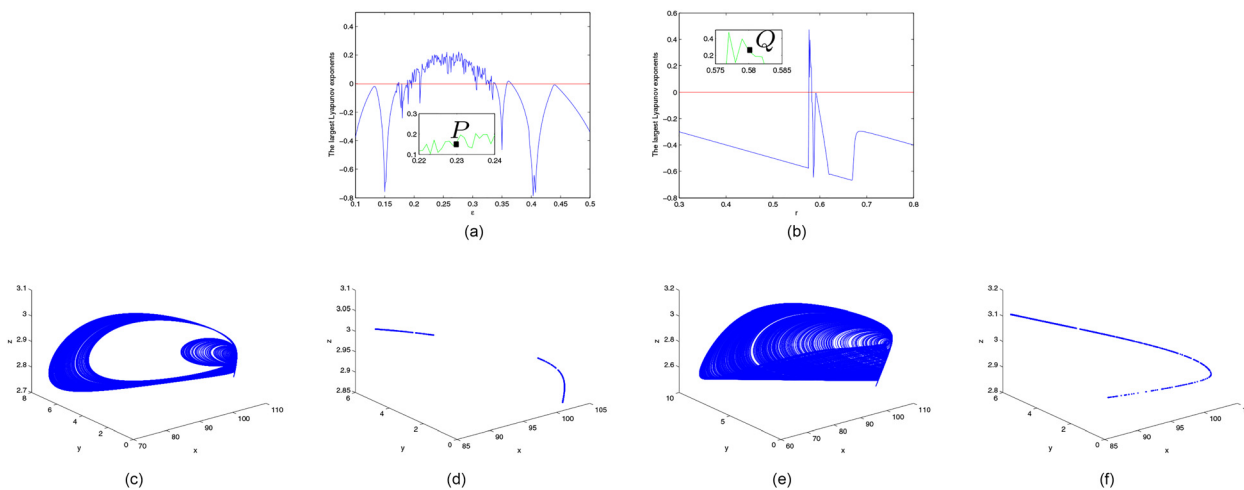 The largest Lyapunov exponents
0.4
0.2
0
−0.2
−0.4
−0.6
−0.8
0.1 0.15 0.2 0.25 0.3 0.35 0.4 0.45 0.5
ε
P
0.3
0.2
0.1
0.22 0.23 0.24
(a)
The largest Lyapunov exponents
0.6
0.4
0.2
0
−0.2
−0.4
−0.6
−0.8
0.3 0.4 0.5 0.6 0.7 0.8
r
Q
0.4
0.2
0.575 0.58 0.585
(b)
z
3.1
3
2.9
2.8
2.7
8 6 4 2 0
y
70 80 90 100 110
x
(c)
z
3.1
3.05
3
2.95
2.9
2.85
6 4 2 0
y
85 90 95 100 105
x
(d)
z
3.2
3
2.8
2.6
10 5 0
y
60 70 80 90 100 110
x
(e)
z
3.2
3.1
3
2.9
2.8
6 4 2 0
y
85 90 95 100
x
(f)